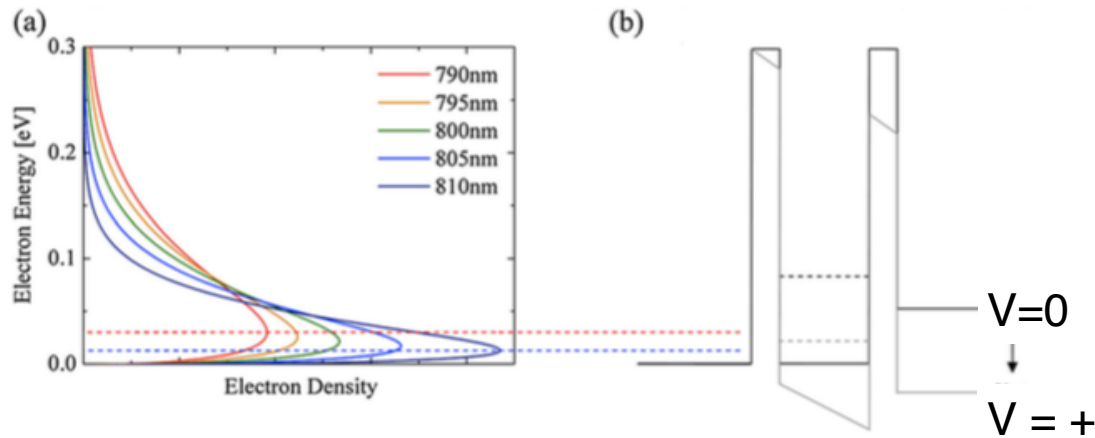 (a)
(b)
0.3
0.2
0.1
0.0
Electron Energy [eV]
790nm
795nm
800nm
805nm
810nm
Electron Density
V=0
V = +